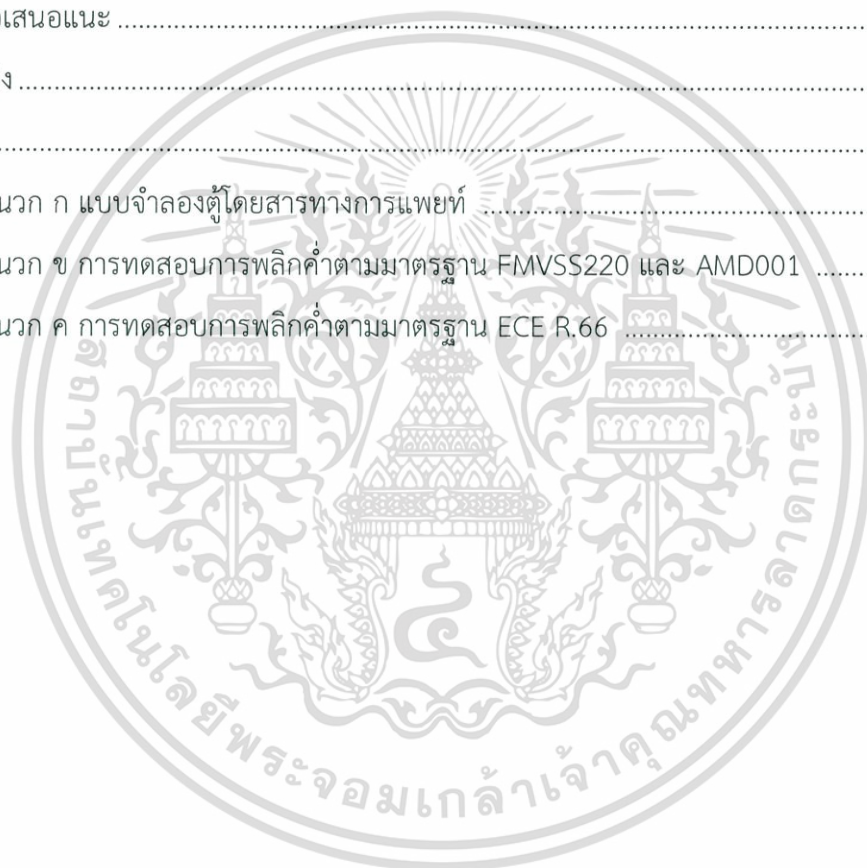 เสนอแนะ ........................................................................
ง ........................................................................
........................................................................
นวก ก แบบจำลองตู้โดยสารทางการแพทย์ ........................................
นวก ข การทดสอบการพลิกคว่ำตามมาตรฐาน FMVSS220 และ AMD001 .......
นวก ค การทดสอบการพลิกคว่ำตามมาตรฐาน ECE R.66 ..............................
สถาบันเทคโนโลยีพระจอมเกล้าเจ้าคุณทหารลาดกระบัง